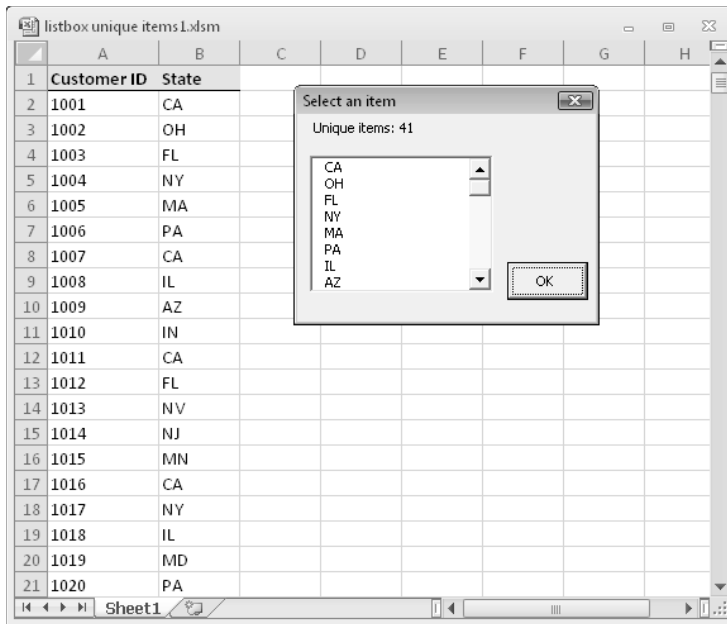 listbox unique items1.xlsm
A B C D E F G H
1 Customer ID State
2 1001 CA
3 1002 OH
4 1003 FL
5 1004 NY
6 1005 MA
7 1006 PA
8 1007 CA
9 1008 IL
10 1009 AZ
11 1010 IN
12 1011 CA
13 1012 FL
14 1013 NV
15 1014 NJ
16 1015 MN
17 1016 CA
18 1017 NY
19 1018 IL
20 1019 MD
21 1020 PA
Select an item
Unique items: 41
CA
OH
FL
NY
MA
PA
IL
AZ
OK
Sheet1